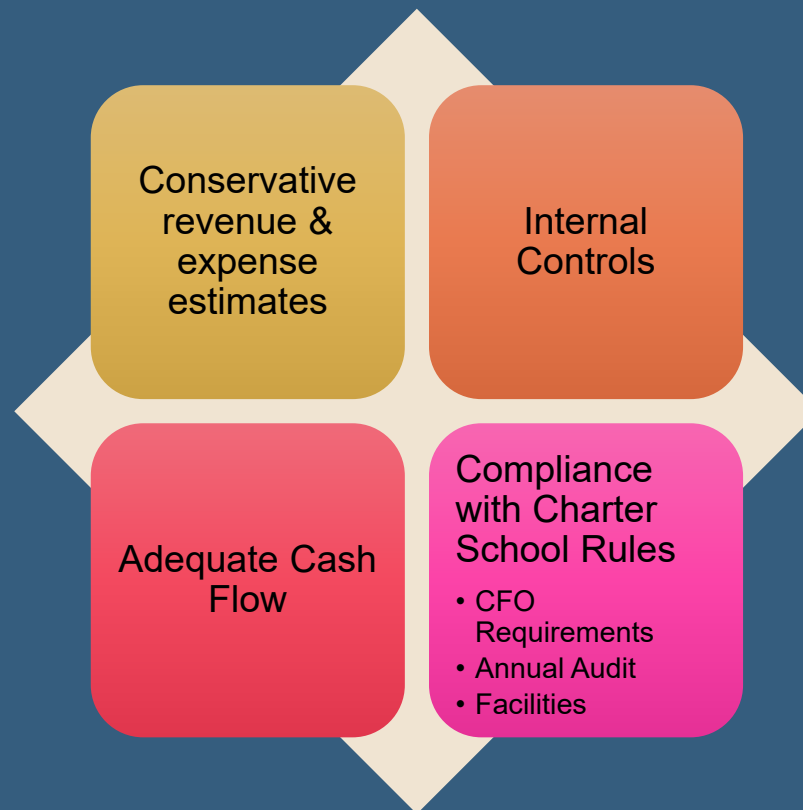 Conservative
revenue &
expense
estimates
Internal
Controls
Adequate Cash
Flow
Compliance
with Charter
School Rules
• CFO
Requirements
• Annual Audit
• Facilities